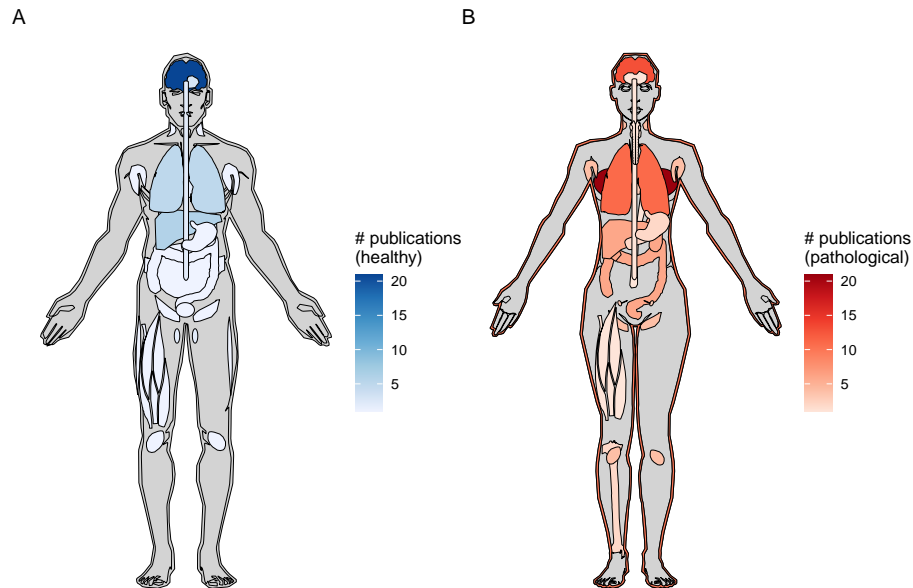 A
B
# publications
(healthy)
20
15
10
5
# publications
(pathological)
20
15
10
5